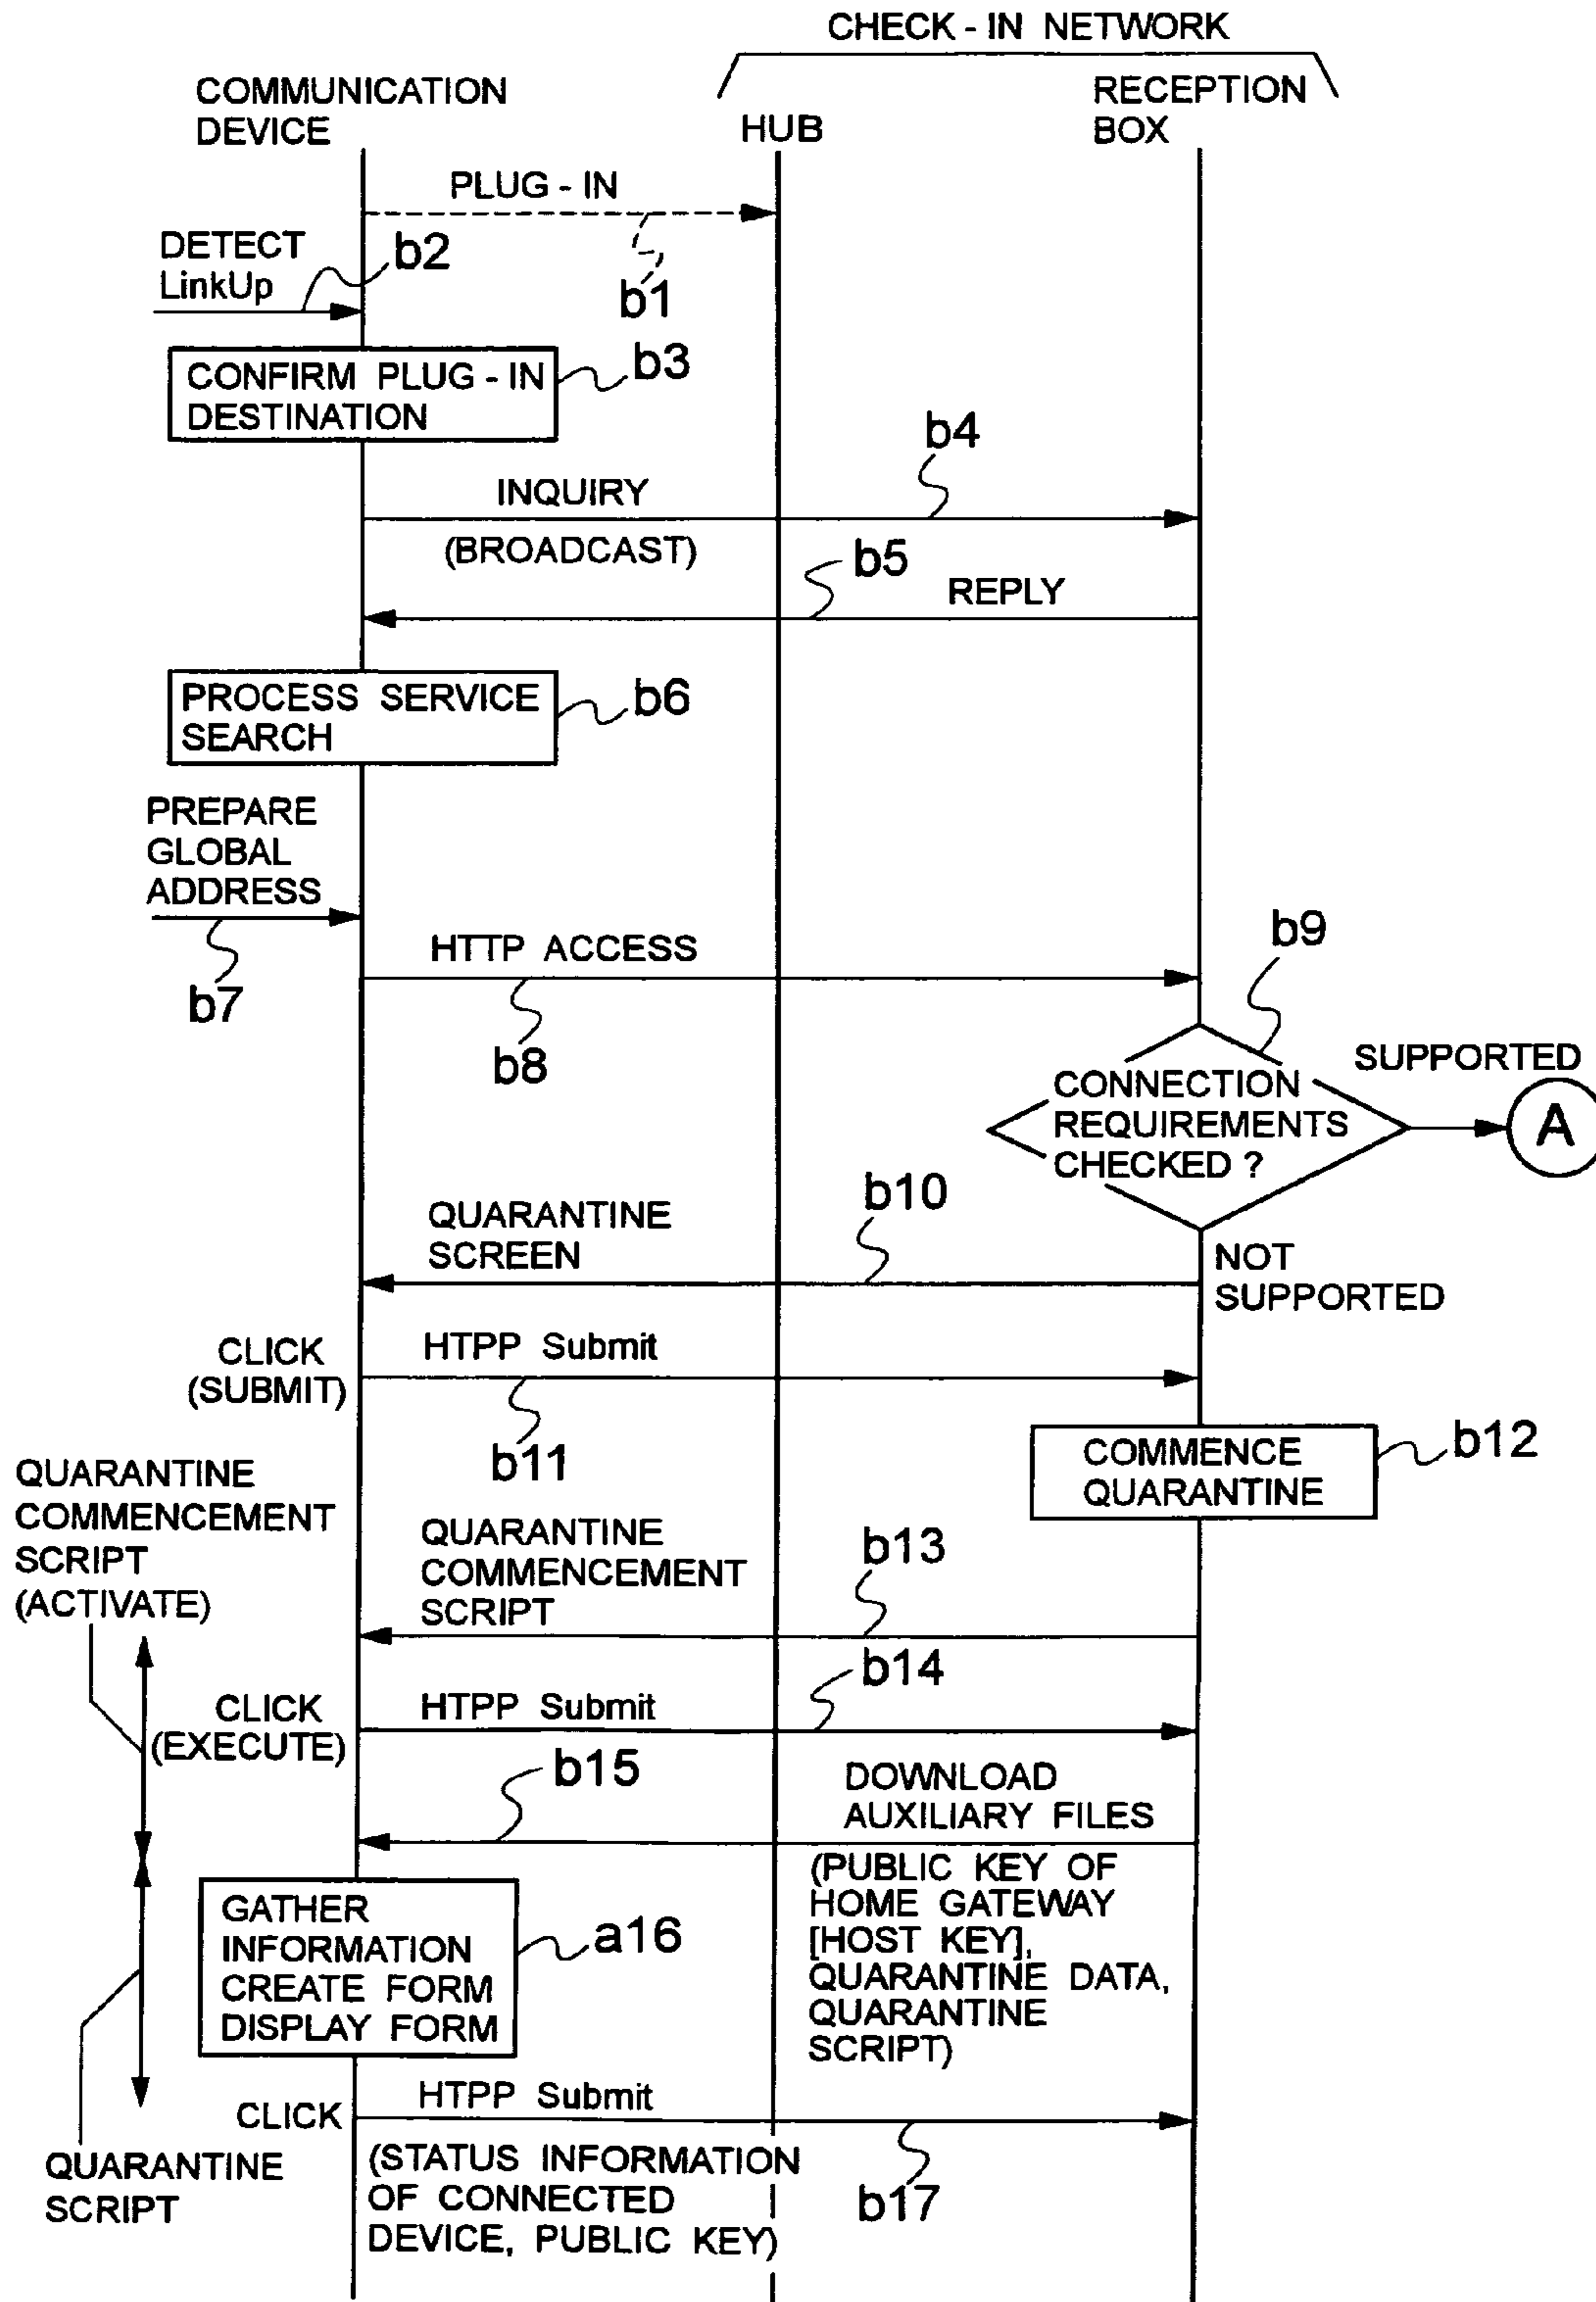 CHECK - IN NETWORK
COMMUNICATION
DEVICE
HUB
RECEPTION
BOX
PLUG - IN
b1
DETECT
LinkUp
b2
CONFIRM PLUG - IN
DESTINATION
b3
b4
INQUIRY
(BROADCAST)
b5
REPLY
PROCESS SERVICE
SEARCH
b6
PREPARE
GLOBAL
ADDRESS
b7
HTTP ACCESS
b8
b9
CONNECTION
REQUIREMENTS
CHECKED ?
SUPPORTED
A
b10
QUARANTINE
SCREEN
NOT
SUPPORTED
CLICK
(SUBMIT)
HTPP Submit
b11
COMMENCE
QUARANTINE
b12
QUARANTINE
COMMENCEMENT
SCRIPT
(ACTIVATE)
QUARANTINE
COMMENCEMENT
SCRIPT
b13
b14
CLICK
(EXECUTE)
HTPP Submit
b15
DOWNLOAD
AUXILIARY FILES
(PUBLIC KEY OF
HOME GATEWAY
[HOST KEY],
QUARANTINE DATA,
QUARANTINE
SCRIPT)
GATHER
INFORMATION
CREATE FORM
DISPLAY FORM
a16
HTPP Submit
CLICK
(STATUS INFORMATION
OF CONNECTED
DEVICE, PUBLIC KEY)
b17
QUARANTINE
SCRIPT